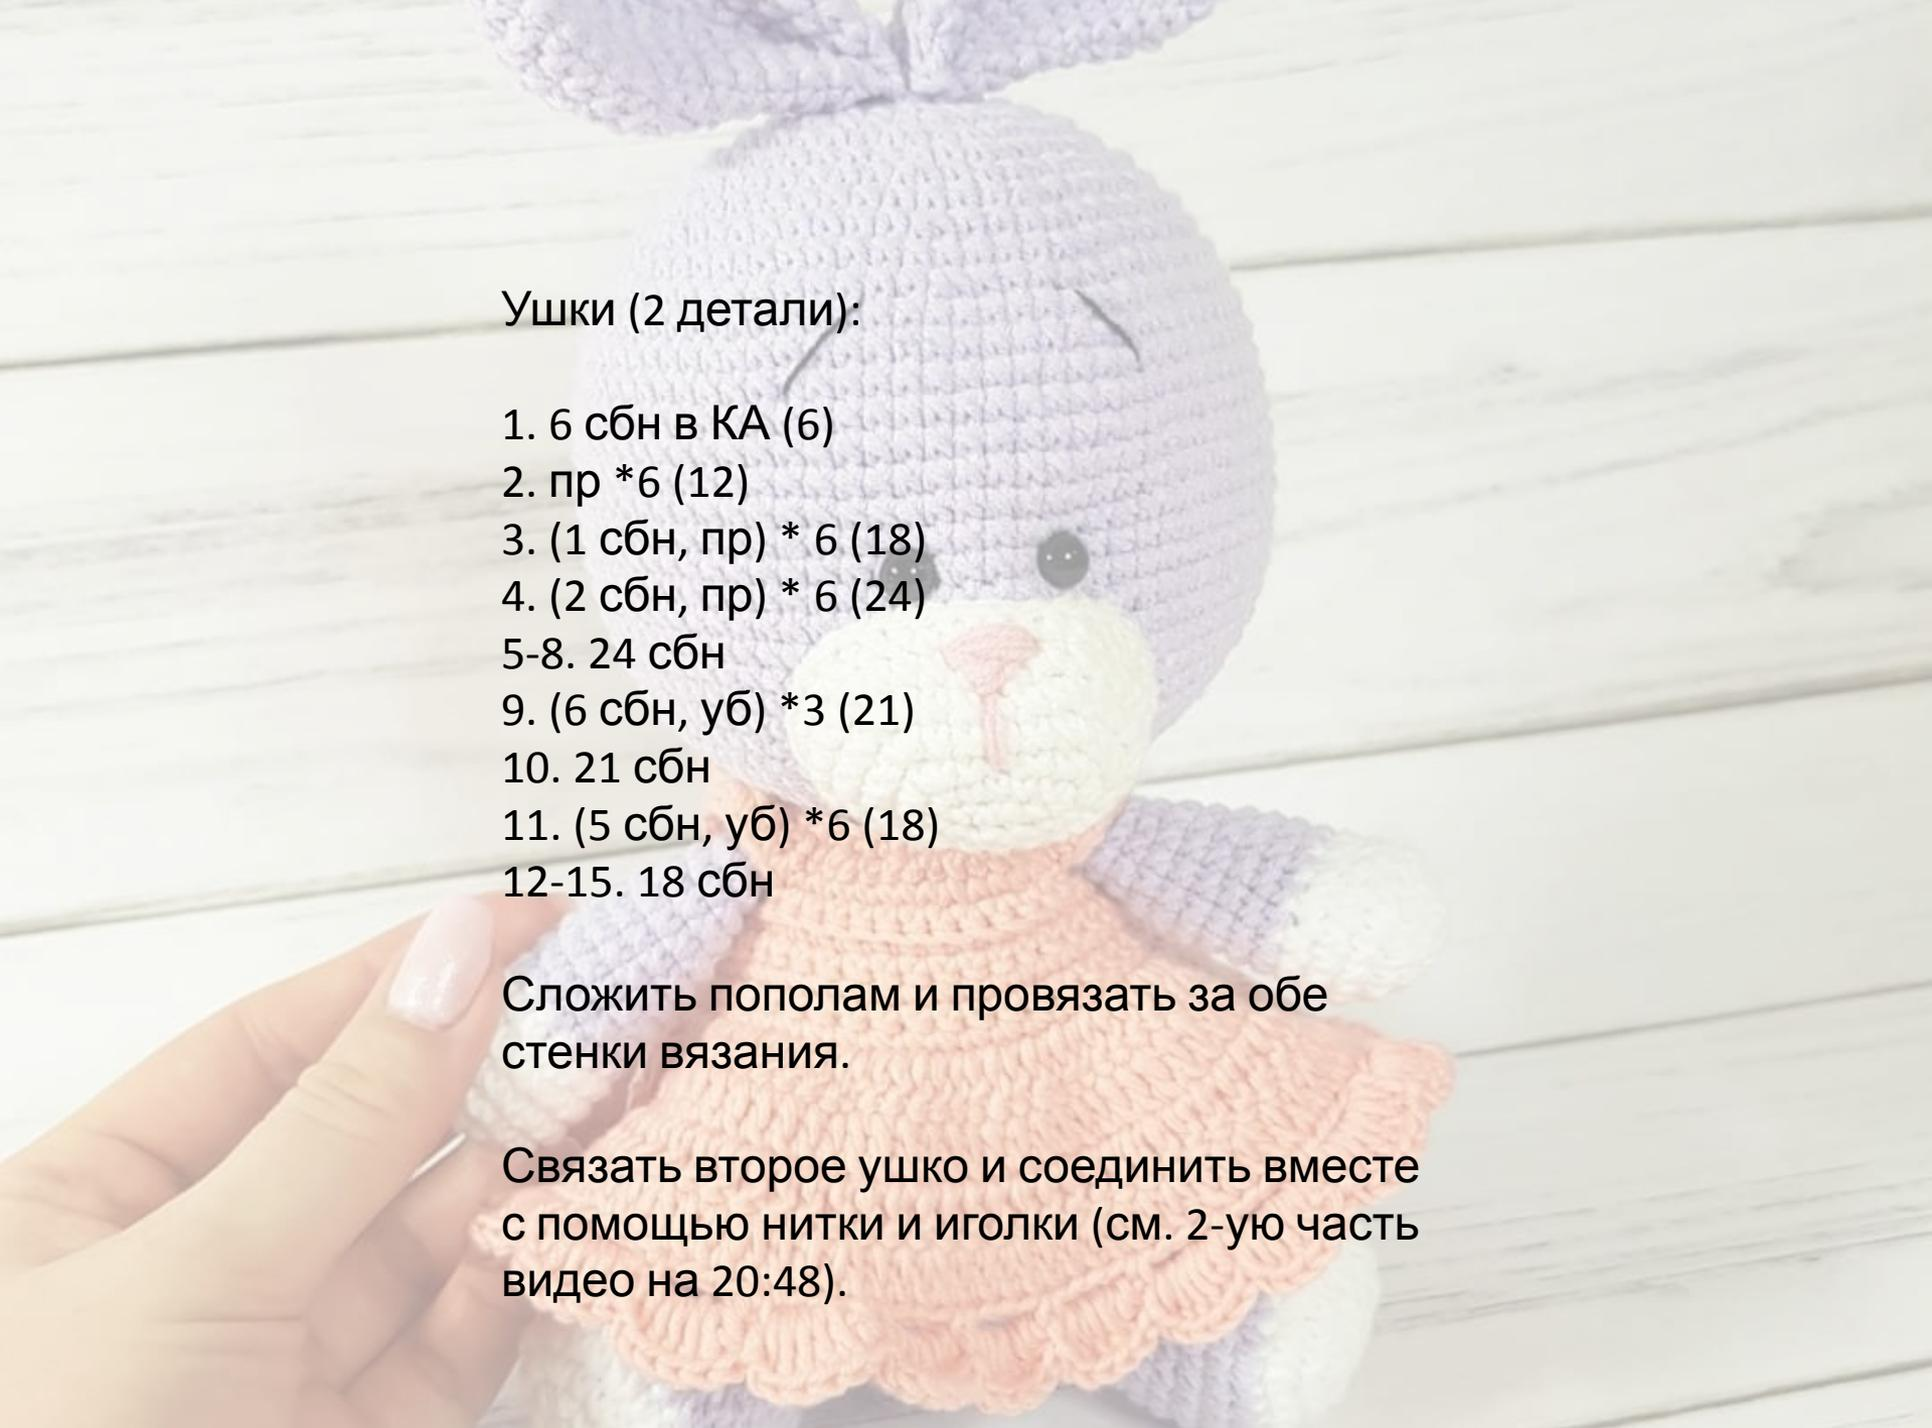 Ушки (2 детали):
1. 6 сбн в КА (6)
2. пр *6 (12)
3. (1 сбн, пр) * 6 (18)
4. (2 сбн, пр) * 6 (24)
5-8. 24 сбн
9. (6 сбн, уб) *3 (21)
10. 21 сбн
11. (5 сбн, уб) *6 (18)
12-15. 18 сбн
Сложить пополам и провязать за обе
стенки вязания.
Связать второе ушко и соединить вместе
с помощью нитки и иголки (см. 2-ую часть
видео на 20:48).